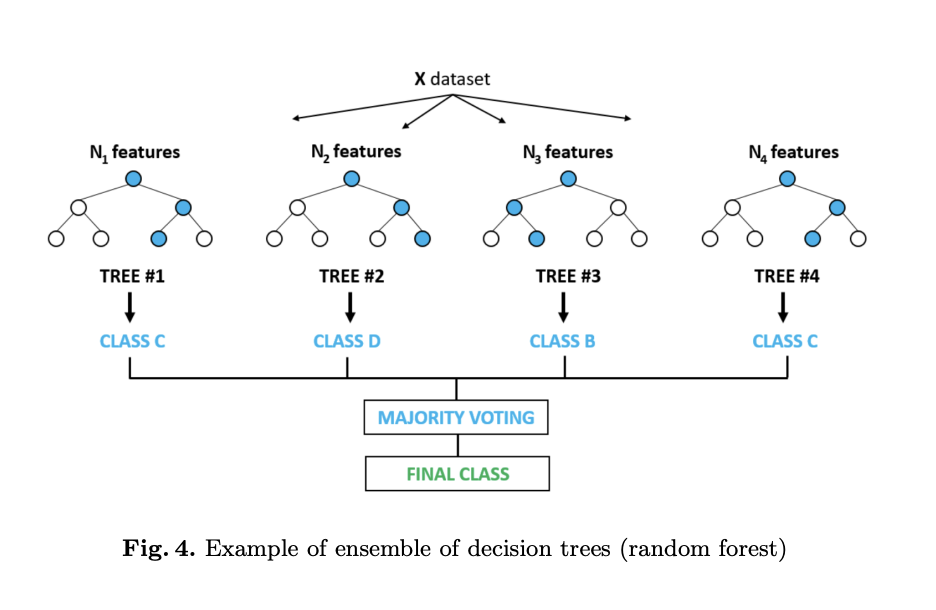 X dataset
N1 features
N2 features
N3 features
N4 features
TREE #1
TREE #2
TREE #3
TREE #4
CLASS C
CLASS D
CLASS B
CLASS C
MAJORITY VOTING
FINAL CLASS
Fig. 4. Example of ensemble of decision trees (random forest)